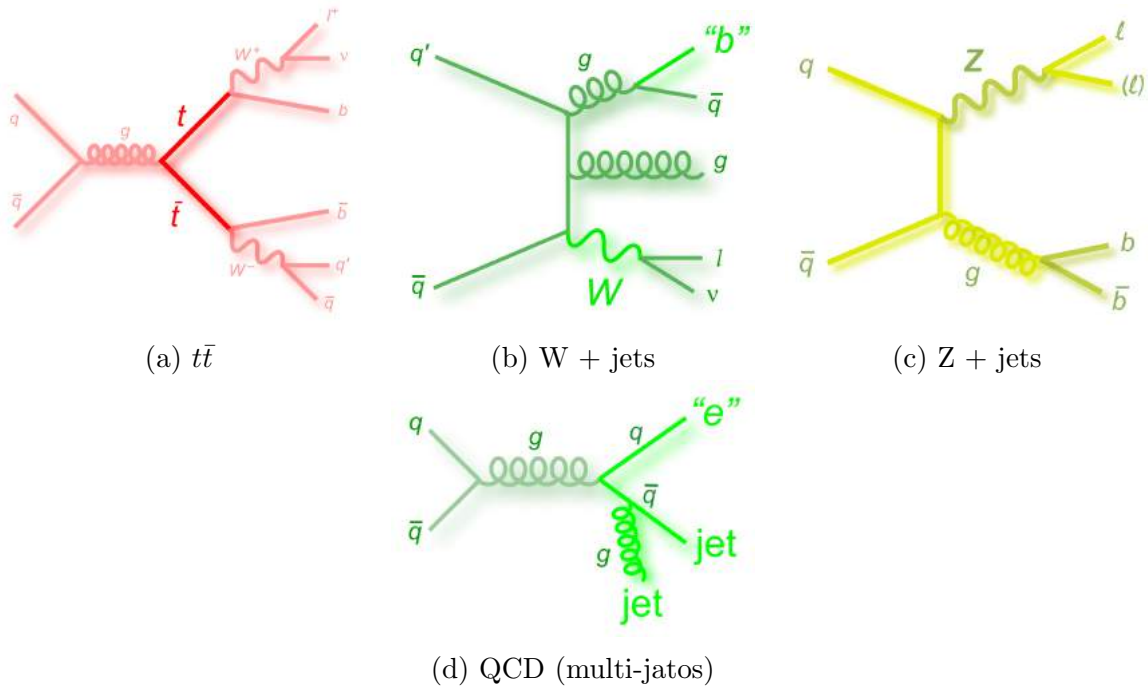 q
q̄
g
t
t̄
W⁺
l⁺
ν
b
b̄
W⁻
q'
q̄
(a) tt̄
q'
q̄
g
“b”
q̄
g
W
l
ν
(b) W + jets
q
q̄
Z
ℓ
(ℓ)
g
b
b̄
(c) Z + jets
q
q̄
g
q
“e”
q̄
g
jet
jet
(d) QCD (multi-jatos)